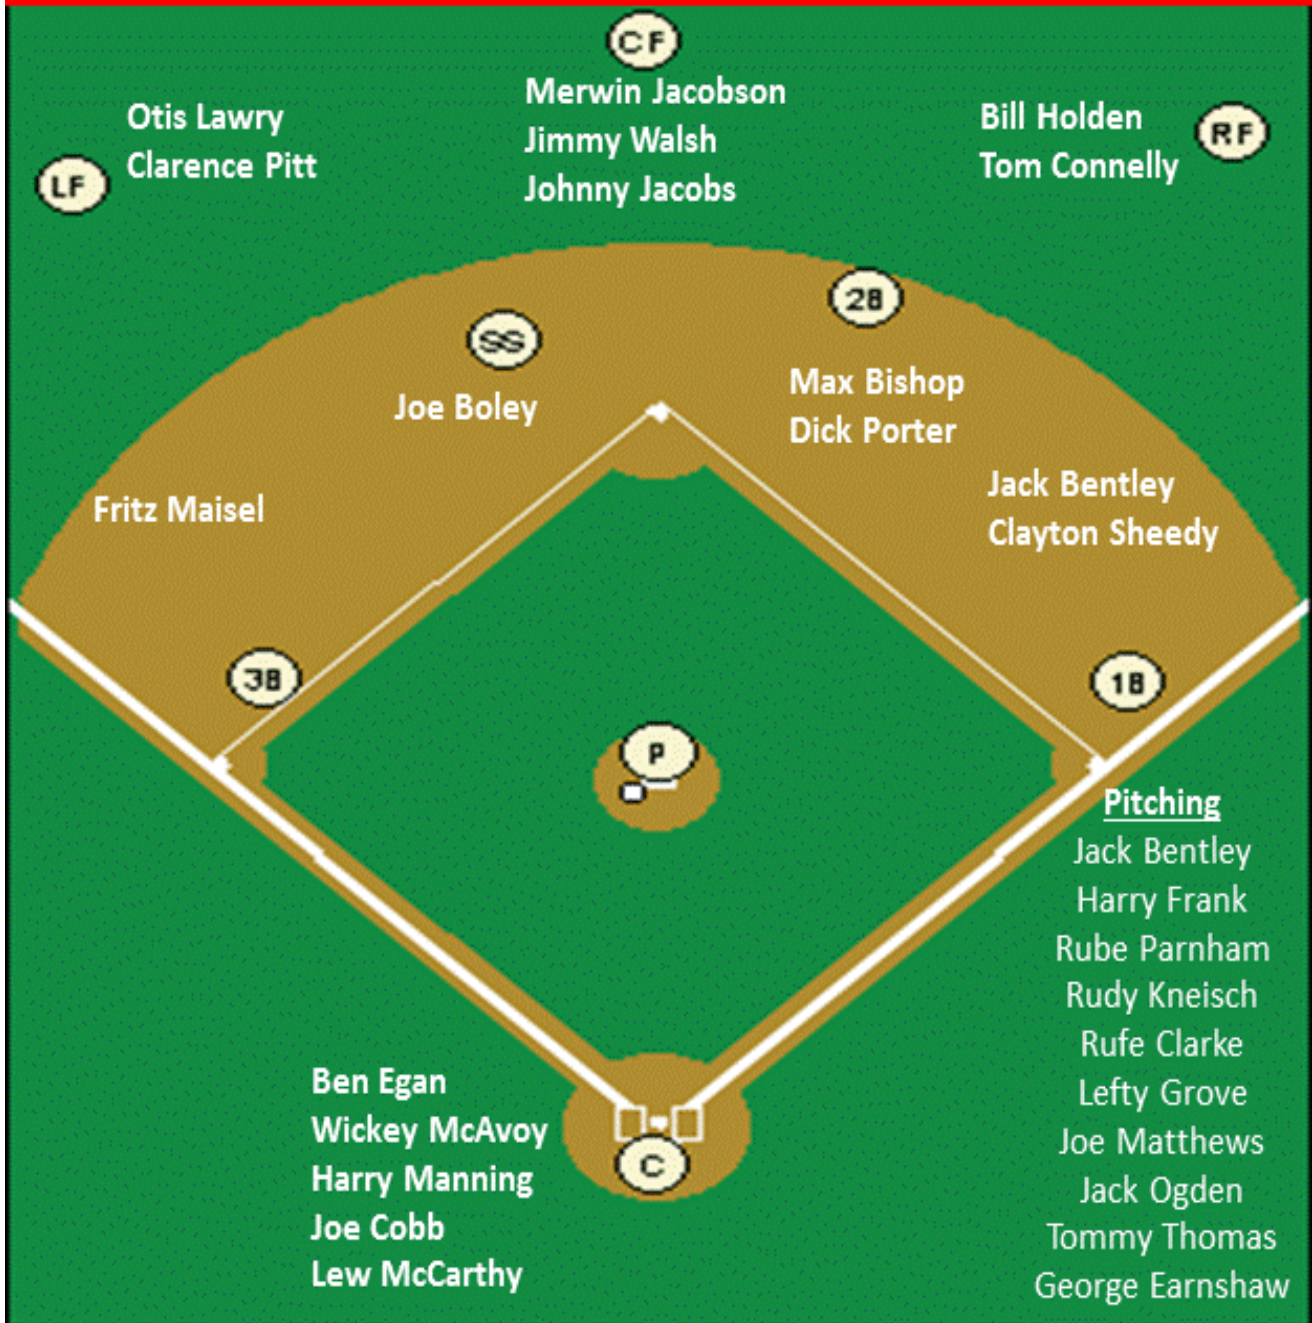 CF
Merwin Jacobson
Jimmy Walsh
Johnny Jacobs
Otis Lawry
Clarence Pitt
LF
Bill Holden
Tom Connelly
RF
SS
Joe Boley
2B
Max Bishop
Dick Porter
Fritz Maisel
3B
Jack Bentley
Clayton Sheedy
1B
P
Pitching
Jack Bentley
Harry Frank
Rube Parnham
Rudy Kneisch
Rufe Clarke
Lefty Grove
Joe Matthews
Jack Ogden
Tommy Thomas
George Earnshaw
Ben Egan
Wickey McAvoy
Harry Manning
Joe Cobb
Lew McCarthy
C